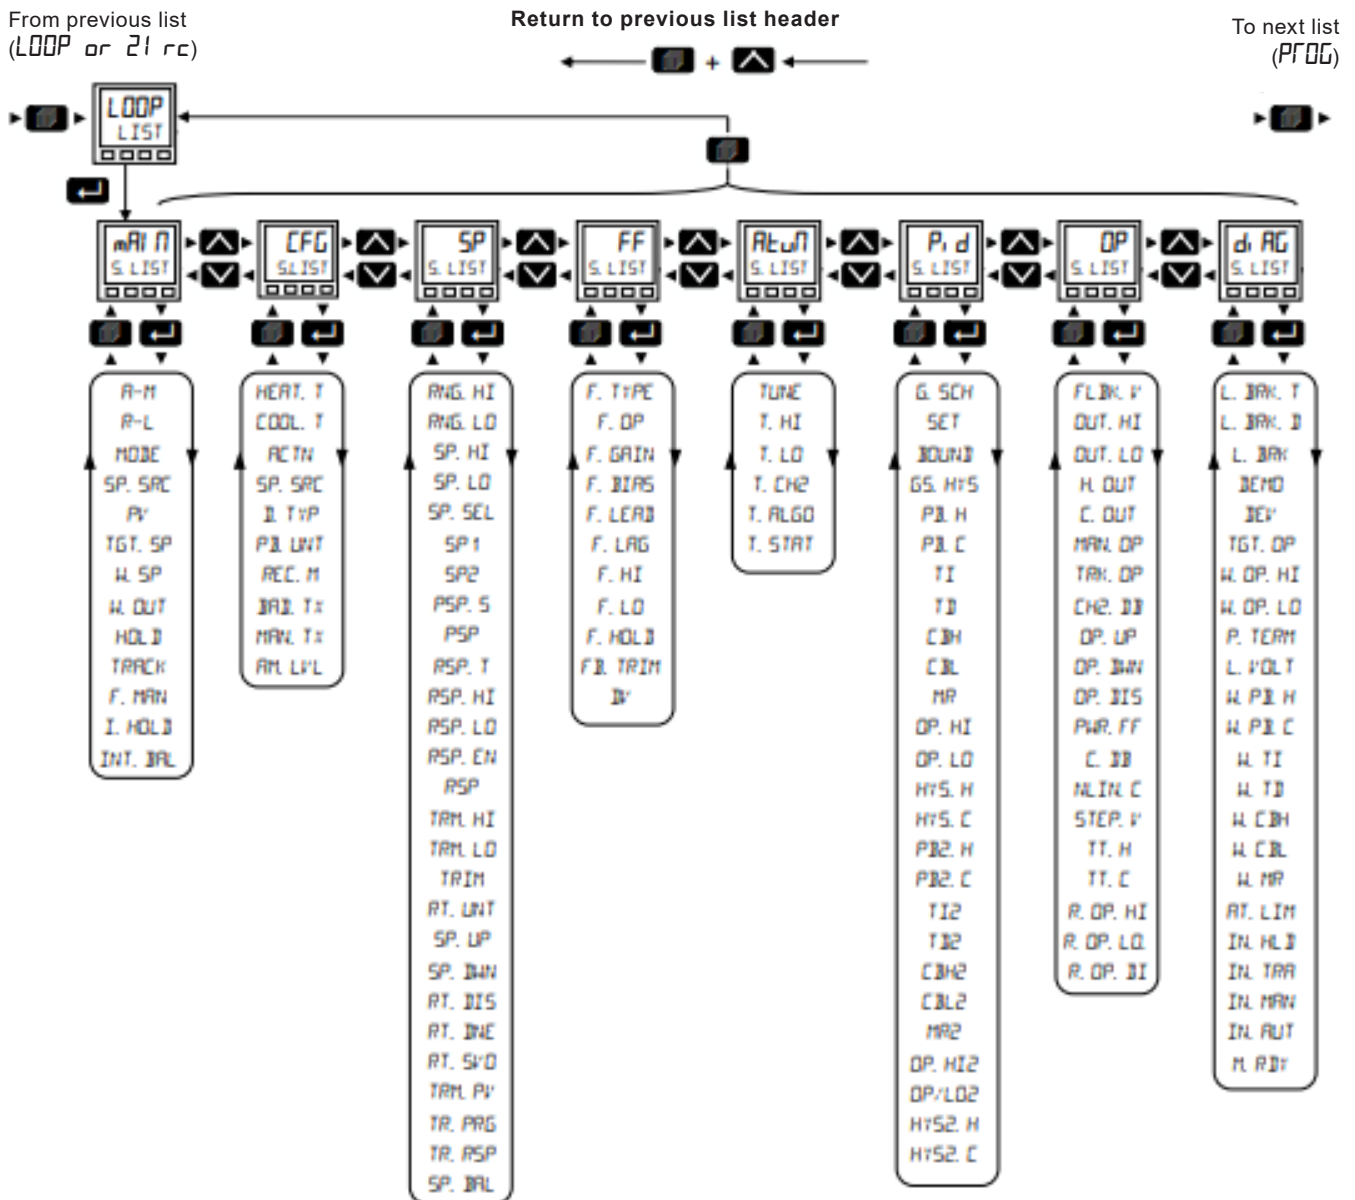 From previous list
(LOOP or 21 rc)
Return to previous list header
To next list
(PrOG)
+
LOOP
LIST
mAIN
S. LIST
CFG
S.LIST
SP
S. LIST
FF
S. LIST
AtuN
S. LIST
Pid
S. LIST
OP
S. LIST
diAG
S. LIST
A-M
R-L
MODE
SP. SRC
PV
TGT. SP
W. SP
W. OUT
HOLD
TRACK
F. MAN
I. HOLD
INT. BAL
HEAT. T
COOL. T
ACTN
SP. SRC
D. TYP
PB. UNT
REC. M
BAD. TX
MAN. TX
AM. LVL
RNG. HI
RNG. LO
SP. HI
SP. LO
SP. SEL
SP1
SP2
PSP. S
PSP
RSP. T
RSP. HI
RSP. LO
RSP. EN
RSP
TRM. HI
TRM. LO
TRIM
RT. UNT
SP. UP
SP. DWN
RT. DIS
RT. DNE
RT. SVO
TRM. PV
TR. PRG
TR. RSP
SP. BAL
F. TYPE
F. OP
F. GAIN
F. BIAS
F. LEAD
F. LAG
F. HI
F. LO
F. HOLD
FB. TRIM
DV
TUNE
T. HI
T. LO
T. CH2
T. ALGO
T. STAT
G. SCH
SET
BOUND
GS. HYS
PB. H
PB. C
TI
TD
CBH
CBL
MR
OP. HI
OP. LO
HYS. H
HYS. C
PB2. H
PB2. C
TI2
TD2
CBH2
CBL2
MR2
OP. HI2
OP/LO2
HYS2. H
HYS2. C
FLBK. V
OUT. HI
OUT. LO
H. OUT
C. OUT
MAN. OP
TRK. OP
CH2. DB
OP. UP
OP. DWN
OP. DIS
PWR. FF
C. DB
NLIN. C
STEP. V
TT. H
TT. C
R. OP. HI
R. OP. LO.
R. OP. DI
L. BRK. T
L. BRK. D
L. BRK
DEMO
DEV
TGT. OP
W. OP. HI
W. OP. LO
P. TERM
L. VOLT
W. PB. H
W. PB. C
W. TI
W. TD
W. CBH
W. CBL
W. MR
AT. LIM
IN. HLD
IN. TRA
IN. MAN
IN. AUT
M. RDY